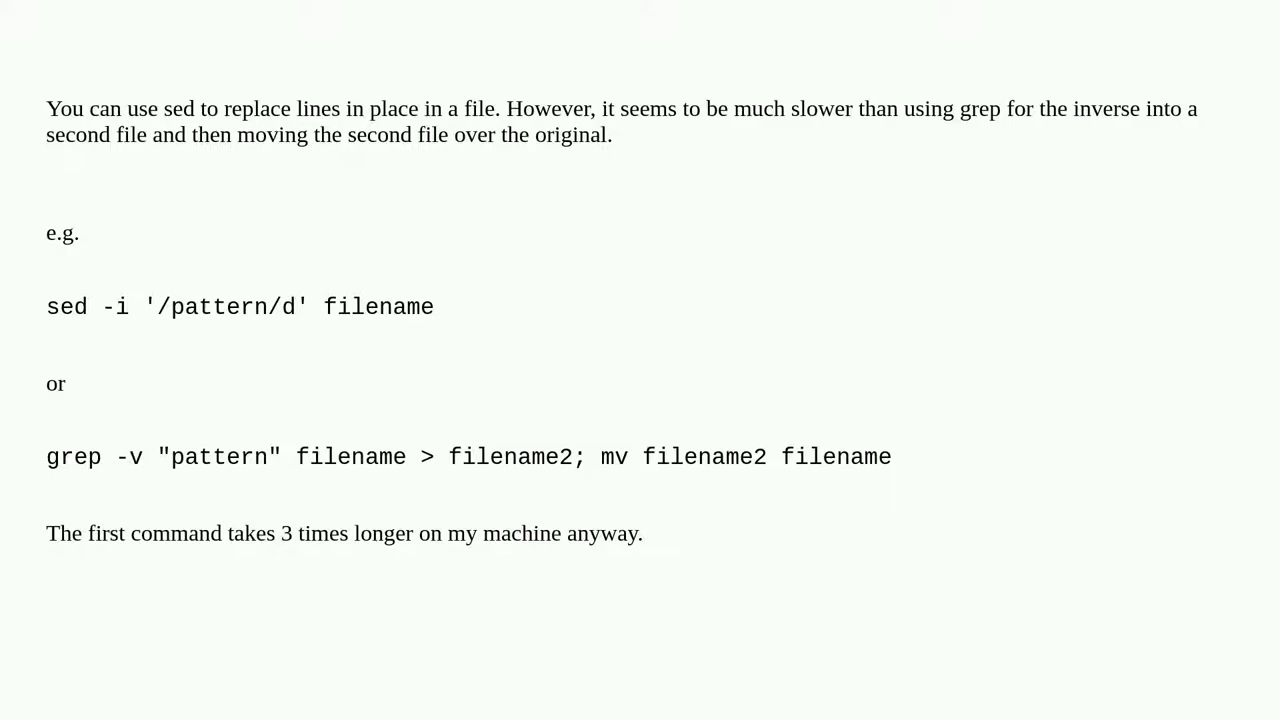 You can use sed to replace lines in place in a file. However, it seems to be much slower than using grep for the inverse into a
second file and then moving the second file over the original.
e.g.
sed -i '/pattern/d' filename
or
grep -v "pattern" filename > filename2; mv filename2 filename
The first command takes 3 times longer on my machine anyway.